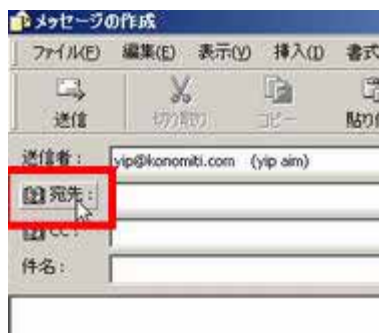 メッセージの作成
ファイル(F) 編集(E) 表示(V) 挿入(I) 書式
送信 切り取り コピー 貼り付
送信者: yip@konomiti.com (yip aim)
宛先:
CC:
件名: